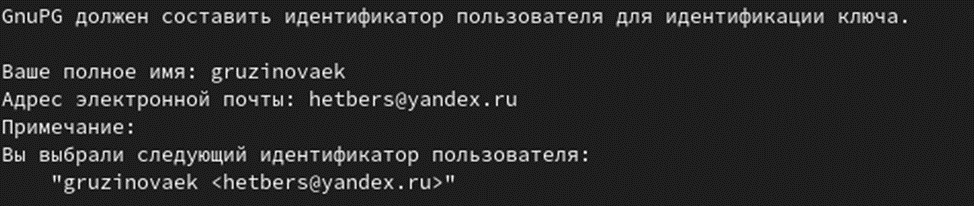 GnuPG должен составить идентификатор пользователя для идентификации ключа.
Ваше полное имя: gruzinovaek
Адрес электронной почты: hetbers@yandex.ru
Примечание:
Вы выбрали следующий идентификатор пользователя:
"gruzinovaek <hetbers@yandex.ru>"